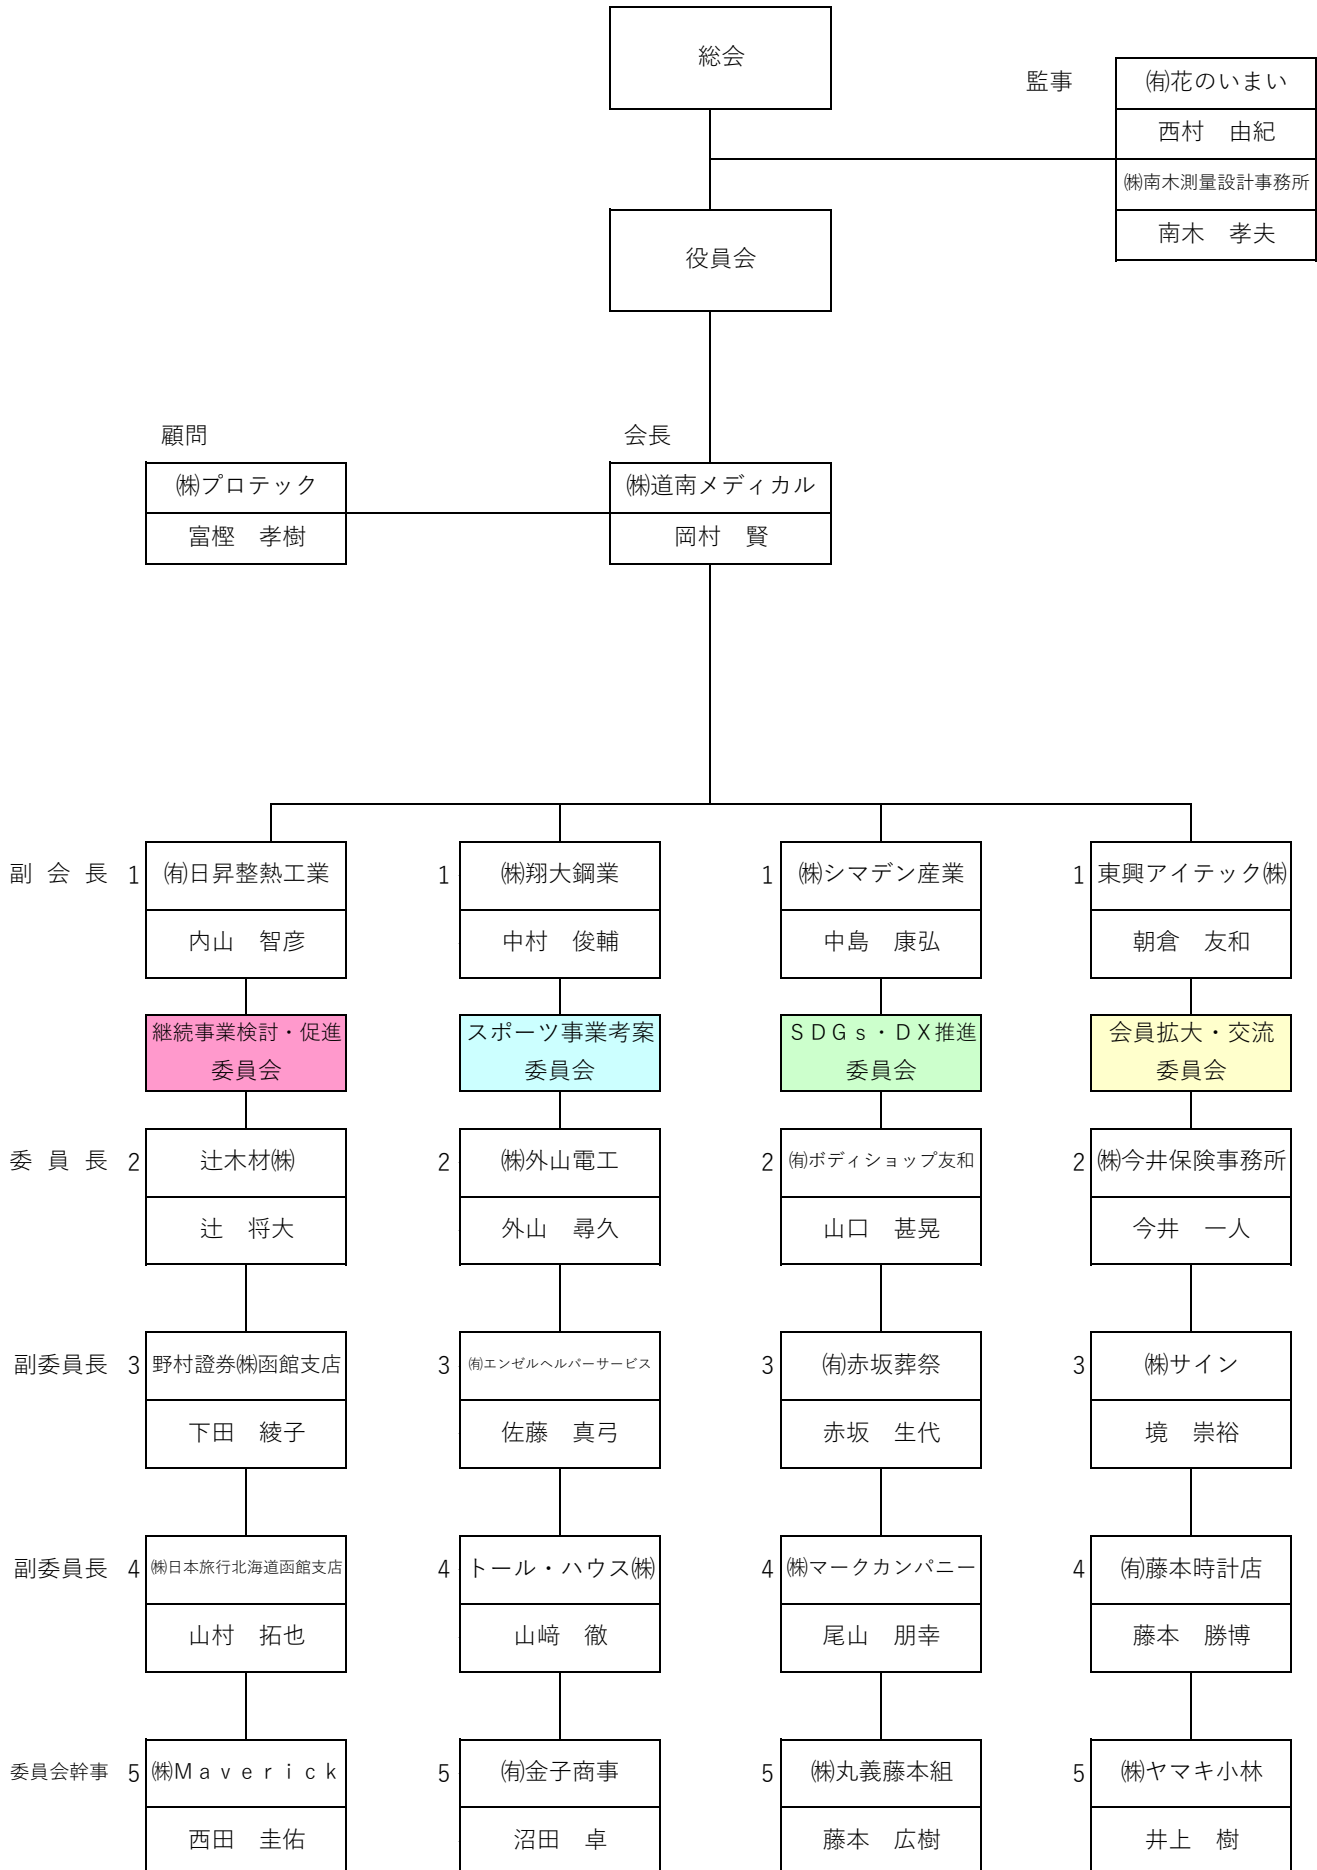 総会
監事
㈲花のいまい
西村　由紀
㈱南木測量設計事務所
南木　孝夫
役員会
顧問
㈱プロテック
富樫　孝樹
会長
㈱道南メディカル
岡村　賢
副 会 長 1 ㈲日昇整熱工業 1 ㈱翔大鋼業 1 ㈱シマデン産業 1 東興アイテック㈱
内山　智彦 中村　俊輔 中島　康弘 朝倉　友和
継続事業検討・促進 スポーツ事業考案 ＳＤＧｓ・ＤＸ推進 会員拡大・交流
委員会 委員会 委員会 委員会
委 員 長 2 辻木材㈱ 2 ㈱外山電工 2 ㈲ボディショップ友和 2 ㈱今井保険事務所
辻　将大 外山　尋久 山口　甚晃 今井　一人
副委員長 3 野村證券㈱函館支店 3 ㈲エンゼルヘルパーサービス 3 ㈲赤坂葬祭 3 ㈱サイン
下田　綾子 佐藤　真弓 赤坂　生代 境　崇裕
副委員長 4 ㈱日本旅行北海道函館支店 4 トール・ハウス㈱ 4 ㈱マークカンパニー 4 ㈲藤本時計店
山村　拓也 山﨑　徹 尾山　朋幸 藤本　勝博
委員会幹事 5 ㈱Ｍａｖｅｒｉｃｋ 5 ㈲金子商事 5 ㈱丸義藤本組 5 ㈱ヤマキ小林
西田　圭佑 沼田　卓 藤本　広樹 井上　樹